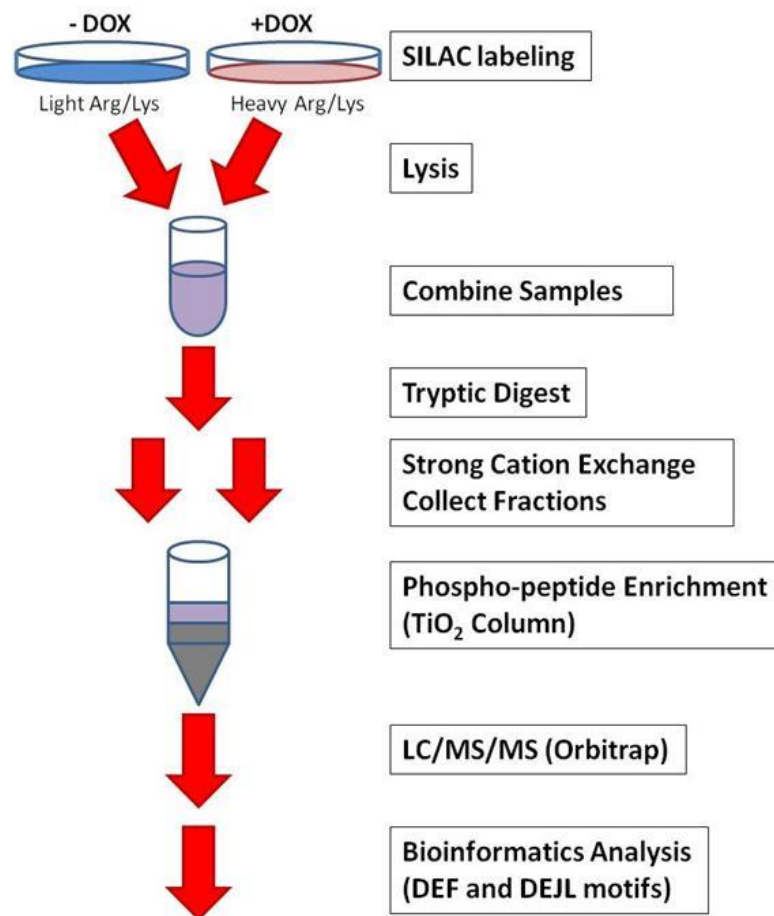 - DOX
+DOX
SILAC labeling
Light Arg/Lys
Heavy Arg/Lys
Lysis
Combine Samples
Tryptic Digest
Strong Cation Exchange
Collect Fractions
Phospho-peptide Enrichment
(TiO₂ Column)
LC/MS/MS (Orbitrap)
Bioinformatics Analysis
(DEF and DEJL motifs)